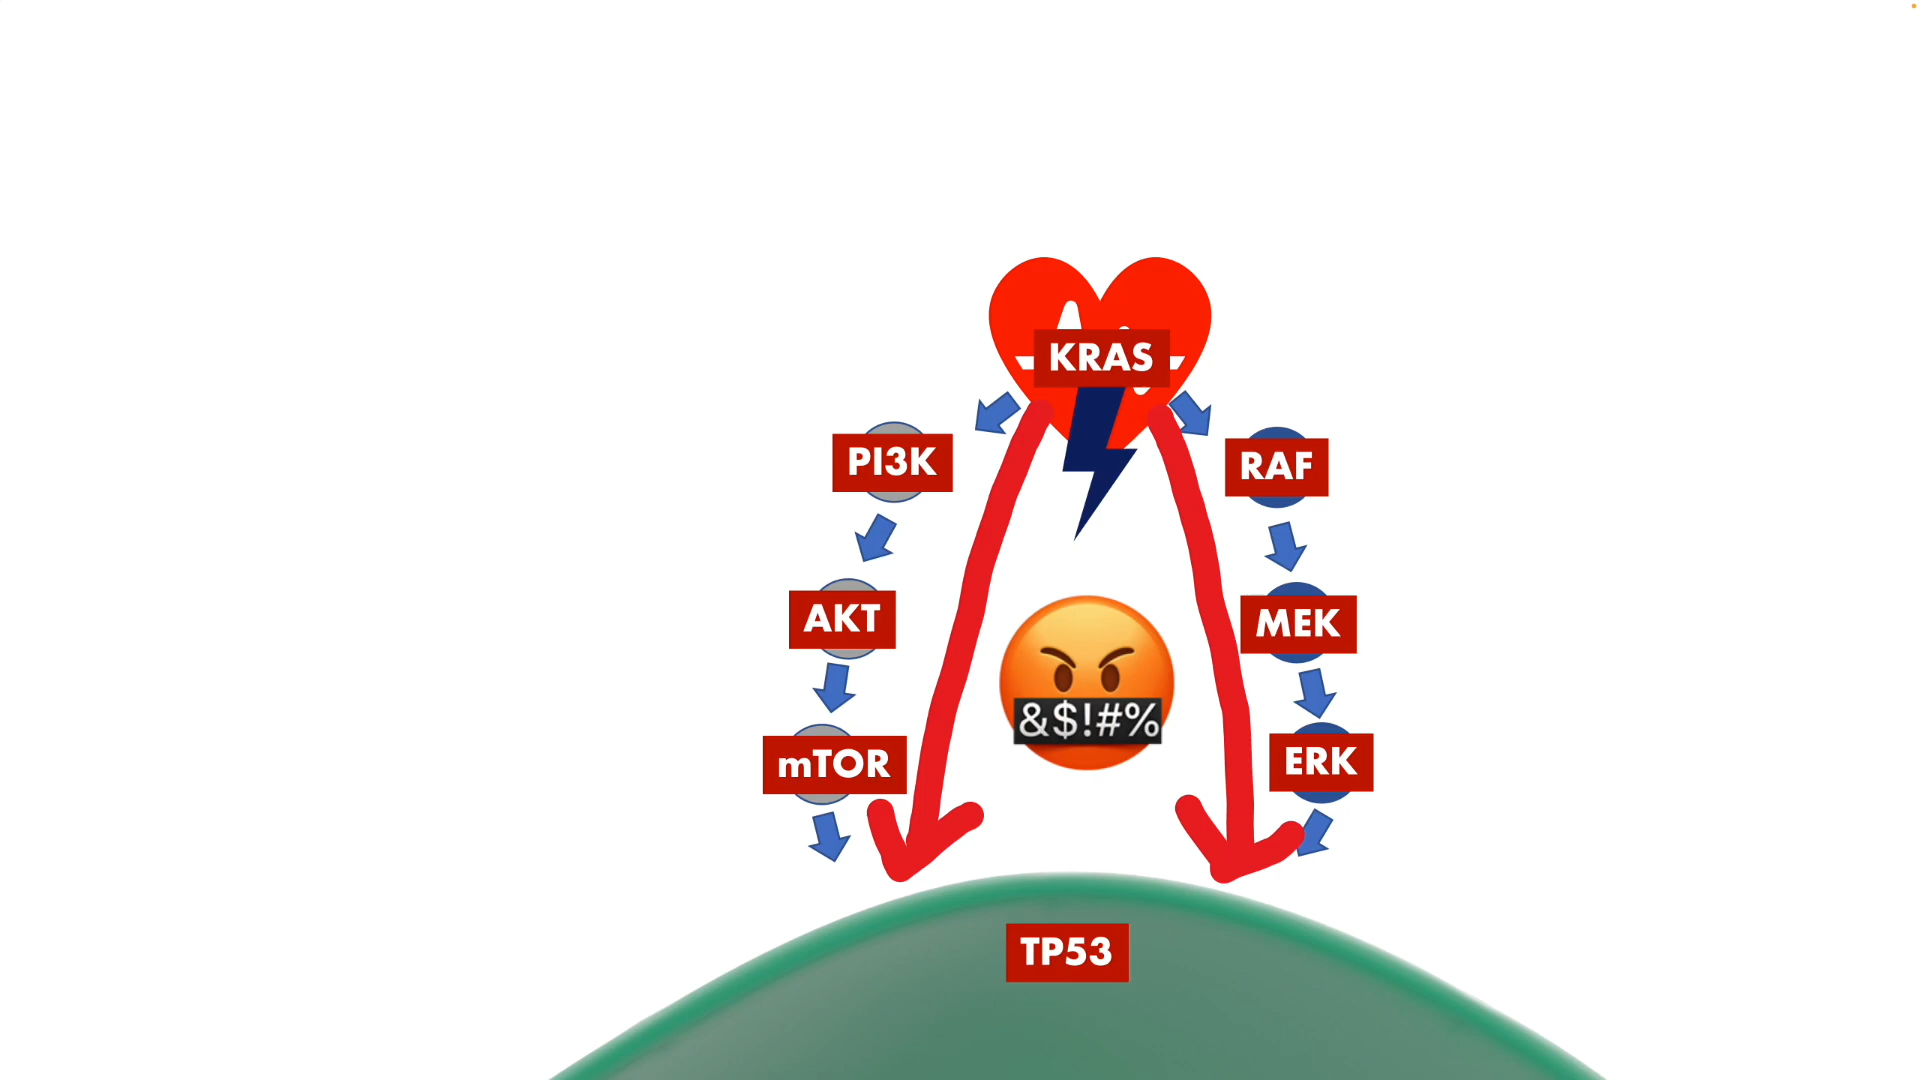 KRAS
PI3K
RAF
AKT
MEK
&$!#%
mTOR
ERK
TP53